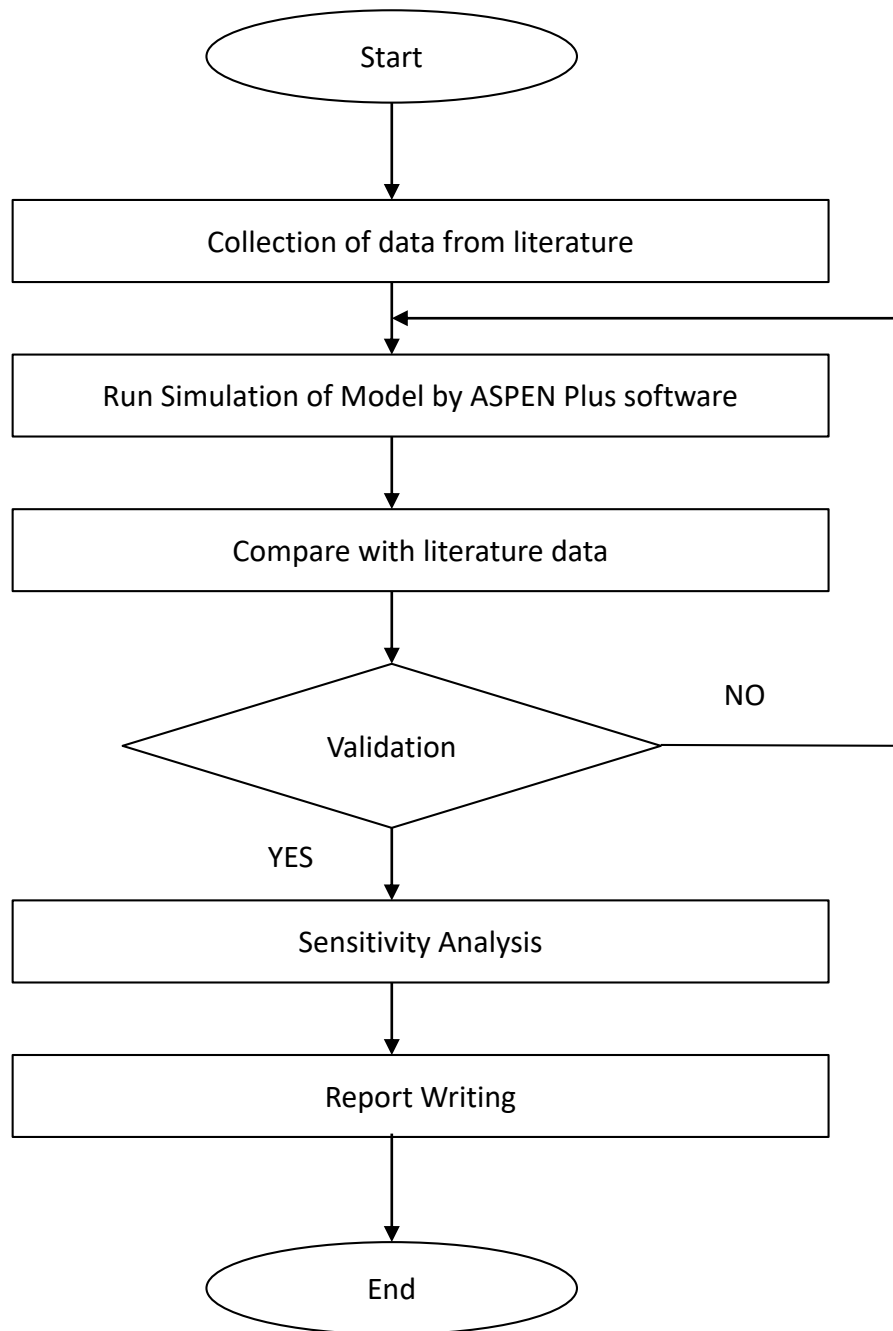 Start
Collection of data from literature
Run Simulation of Model by ASPEN Plus software
Compare with literature data
NO
Validation
YES
Sensitivity Analysis
Report Writing
End